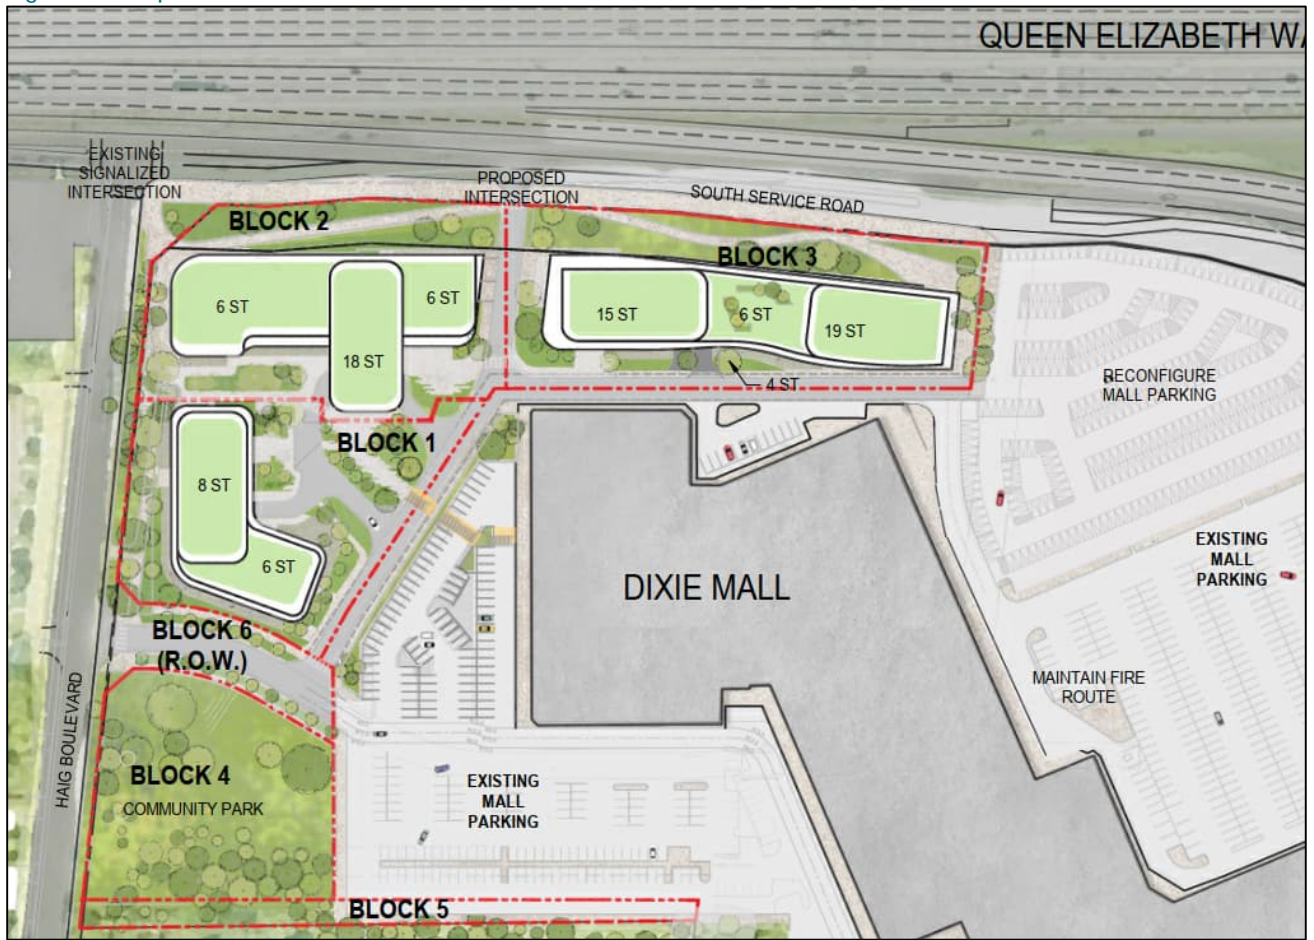 QUEEN ELIZABETH WA
EXISTING
SIGNALIZED
INTERSECTION
PROPOSED
INTERSECTION
SOUTH SERVICE ROAD
BLOCK 2
BLOCK 3
6 ST
6 ST
18 ST
15 ST
6 ST
19 ST
4 ST
RECONFIGURE
MALL PARKING
BLOCK 1
8 ST
6 ST
DIXIE MALL
EXISTING
MALL
PARKING
BLOCK 6
(R.O.W.)
MAINTAIN FIRE
ROUTE
HAIG BOULEVARD
BLOCK 4
COMMUNITY PARK
EXISTING
MALL
PARKING
BLOCK 5